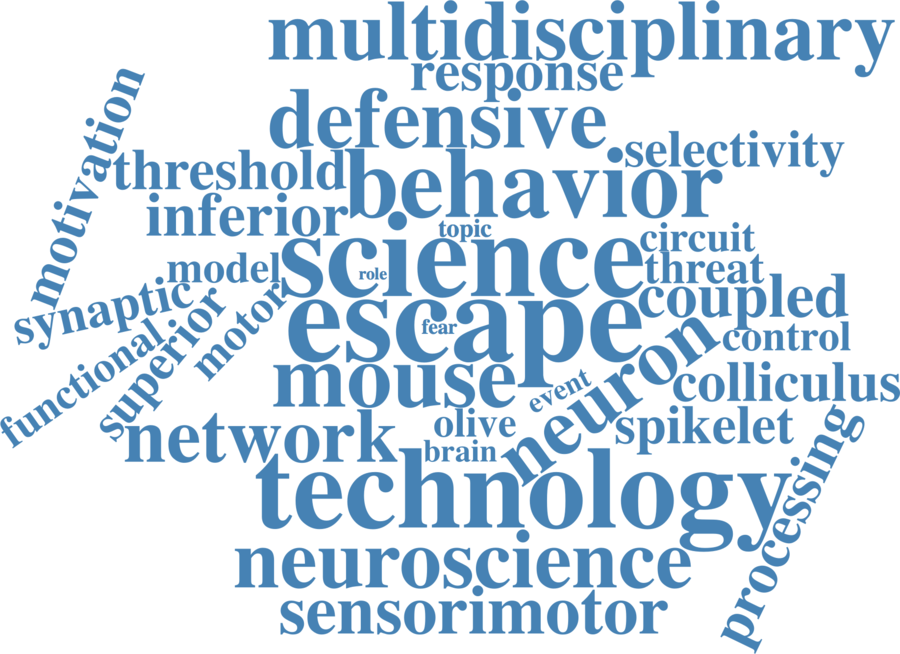 multidisciplinary
response
motivation
defensive
selectivity
threshold
behavior
inferior
topic
science
circuit
role
model
threat
synaptic
superior
motor
escape
coupled
fear
control
functional
neuron
mouse
event
colliculus
network
olive
spikelet
brain
processing
technology
neuroscience
sensorimotor